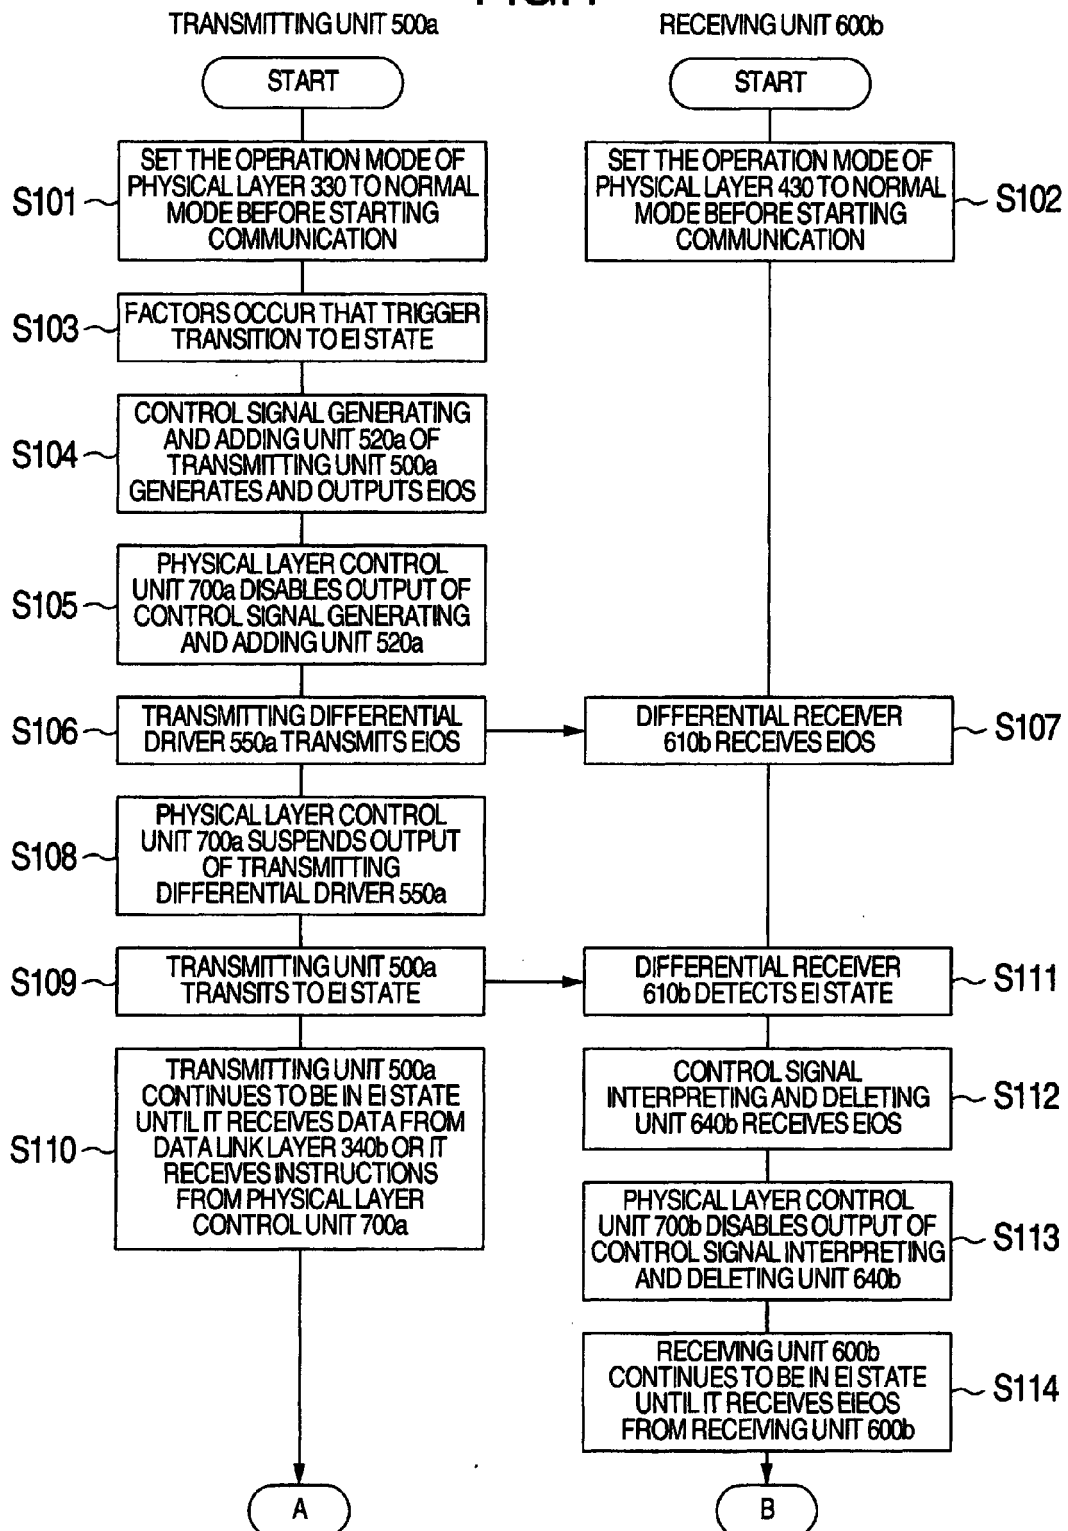 TRANSMITTING UNIT 500a
RECEIVING UNIT 600b
START
START
S101
SET THE OPERATION MODE OF
PHYSICAL LAYER 330 TO NORMAL
MODE BEFORE STARTING
COMMUNICATION
SET THE OPERATION MODE OF
PHYSICAL LAYER 430 TO NORMAL
MODE BEFORE STARTING
COMMUNICATION
S102
S103
FACTORS OCCUR THAT TRIGGER
TRANSITION TO EI STATE
S104
CONTROL SIGNAL GENERATING
AND ADDING UNIT 520a OF
TRANSMITTING UNIT 500a
GENERATES AND OUTPUTS EIOS
S105
PHYSICAL LAYER CONTROL
UNIT 700a DISABLES OUTPUT OF
CONTROL SIGNAL GENERATING
AND ADDING UNIT 520a
S106
TRANSMITTING DIFFERENTIAL
DRIVER 550a TRANSMITS EIOS
DIFFERENTIAL RECEIVER
610b RECEIVES EIOS
S107
S108
PHYSICAL LAYER CONTROL
UNIT 700a SUSPENDS OUTPUT
OF TRANSMITTING
DIFFERENTIAL DRIVER 550a
S109
TRANSMITTING UNIT 500a
TRANSITS TO EI STATE
DIFFERENTIAL RECEIVER
610b DETECTS EI STATE
S111
S110
TRANSMITTING UNIT 500a
CONTINUES TO BE IN EI STATE
UNTIL IT RECEIVES DATA FROM
DATA LINK LAYER 340b OR IT
RECEIVES INSTRUCTIONS
FROM PHYSICAL LAYER
CONTROL UNIT 700a
CONTROL SIGNAL
INTERPRETING AND DELETING
UNIT 640b RECEIVES EIOS
S112
PHYSICAL LAYER CONTROL
UNIT 700b DISABLES OUTPUT OF
CONTROL SIGNAL INTERPRETING
AND DELETING UNIT 640b
S113
RECEIVING UNIT 600b
CONTINUES TO BE IN EI STATE
UNTIL IT RECEIVES EIEOS
FROM RECEIVING UNIT 600b
S114
A
B